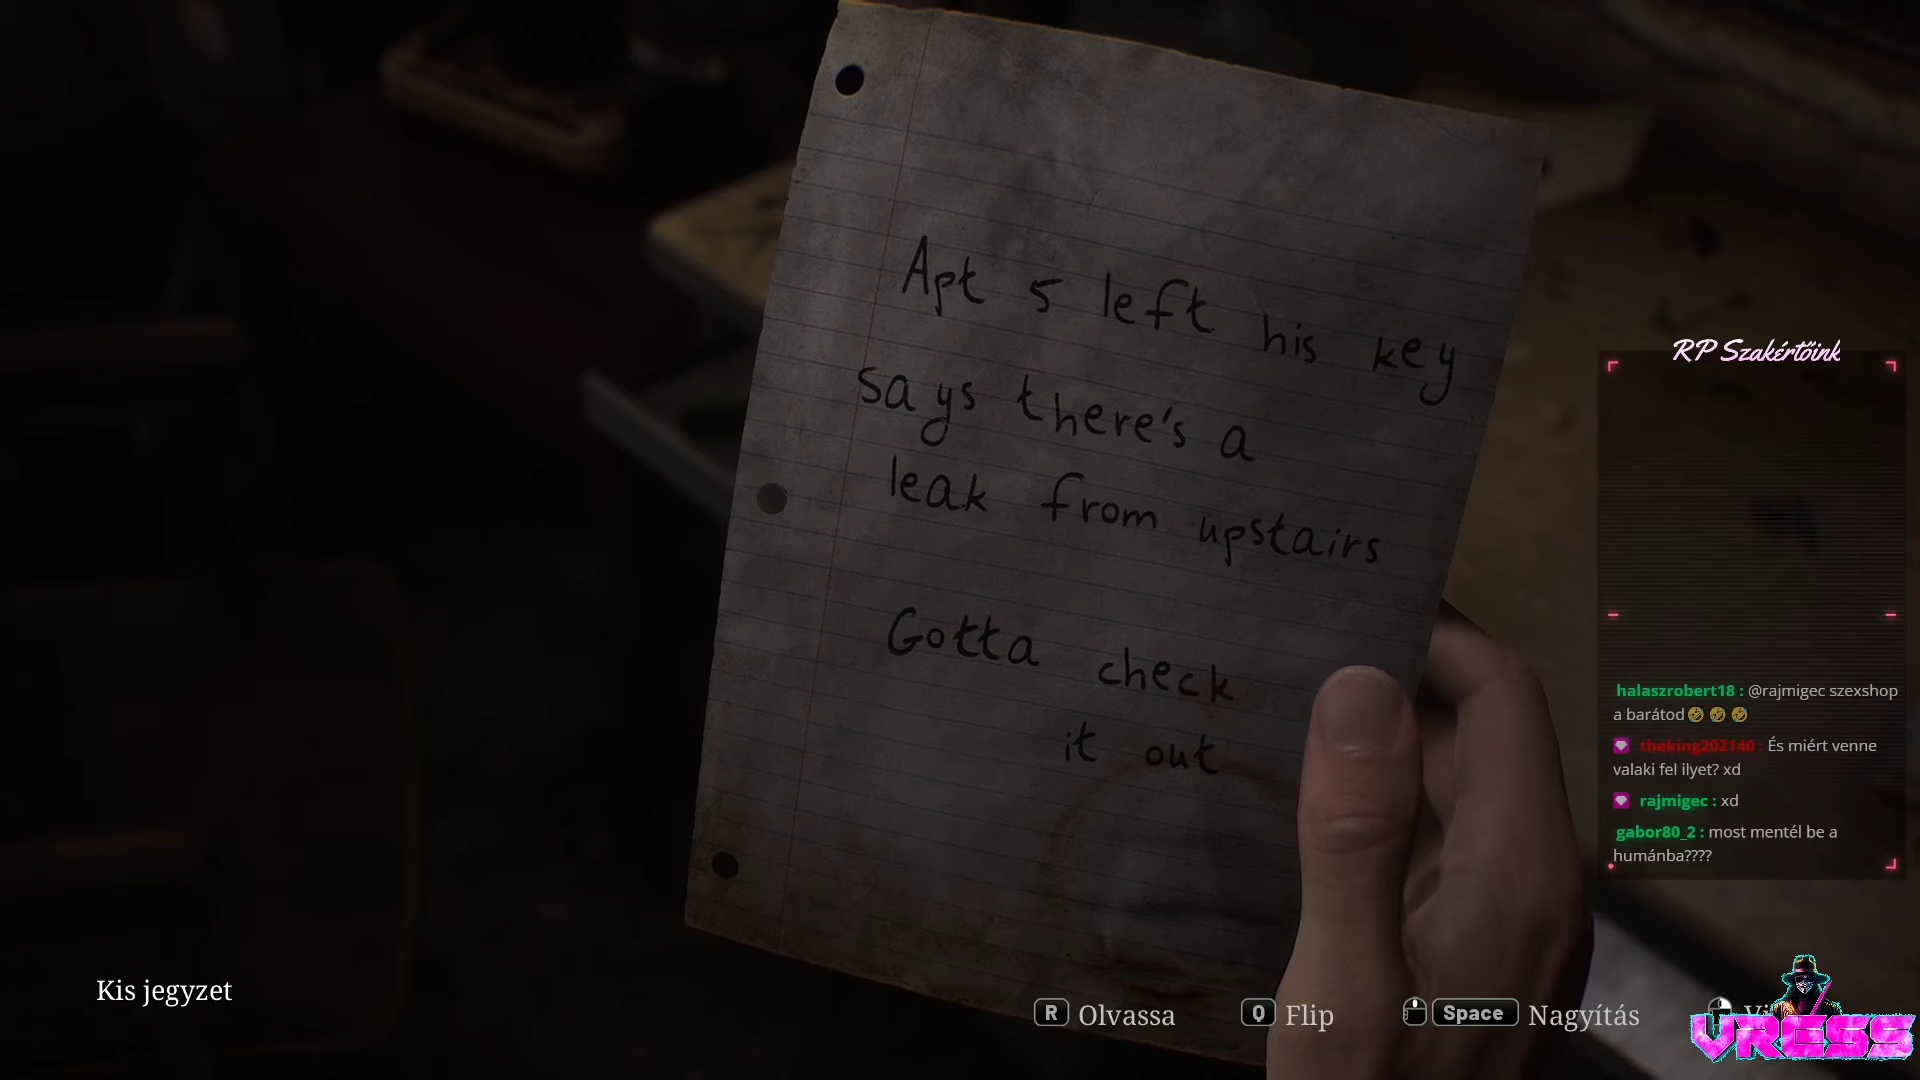 Apt 5 left his key
says there's a
leak from upstairs
Gotta check
it out
RP Szakértőink
halaszrobert18 : @rajmigec szexshop
a barátod🤣🤣🤣
theking202140 : És miért venne
valaki fel ilyet? xd
rajmigec : xd
gabor80_2 : most mentél be a
humánba????
Kis jegyzet
R Olvassa
Q Flip
Space Nagyítás
VRESS